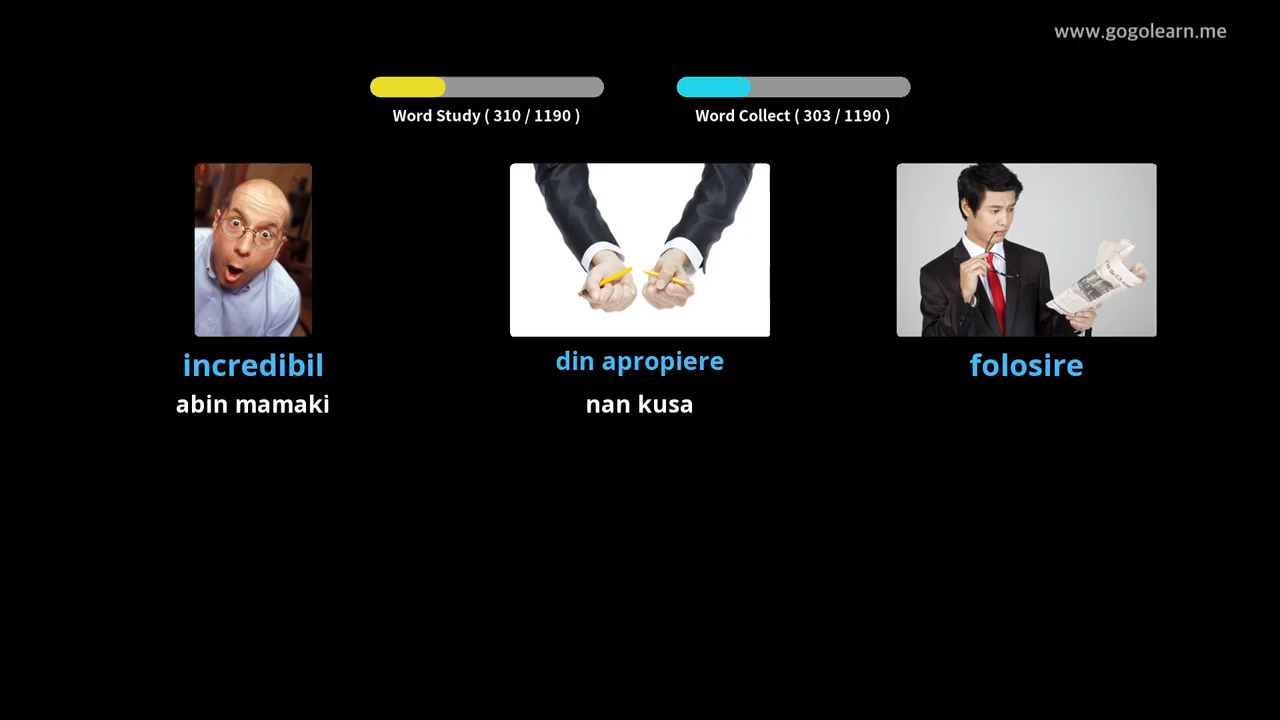 www.gogolearn.me
Word Study ( 310 / 1190 )
Word Collect ( 303 / 1190 )
incredibil
din apropiere
folosire
abin mamaki
nan kusa